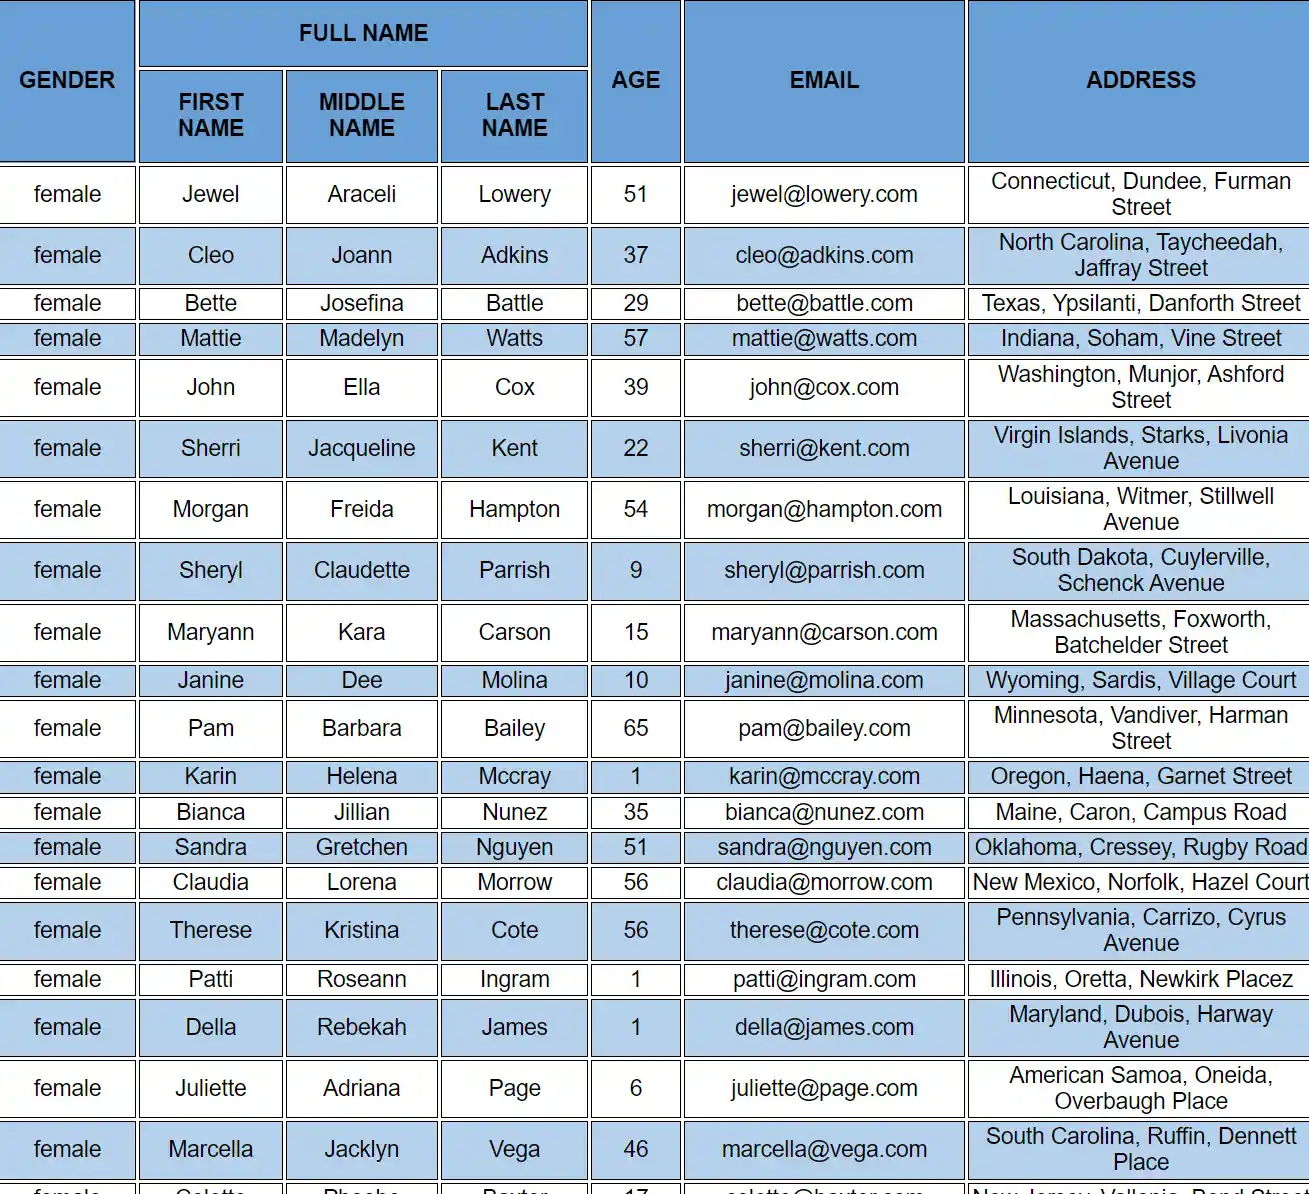 GENDER FULL NAME AGE EMAIL ADDRESS
FIRST NAME MIDDLE NAME LAST NAME
female Jewel Araceli Lowery 51 jewel@lowery.com Connecticut, Dundee, Furman
Street
female Cleo Joann Adkins 37 cleo@adkins.com North Carolina, Taycheedah,
Jaffray Street
female Bette Josefina Battle 29 bette@battle.com Texas, Ypsilanti, Danforth Street
female Mattie Madelyn Watts 57 mattie@watts.com Indiana, Soham, Vine Street
female John Ella Cox 39 john@cox.com Washington, Munjor, Ashford
Street
female Sherri Jacqueline Kent 22 sherri@kent.com Virgin Islands, Starks, Livonia
Avenue
female Morgan Freida Hampton 54 morgan@hampton.com Louisiana, Witmer, Stillwell
Avenue
female Sheryl Claudette Parrish 9 sheryl@parrish.com South Dakota, Cuylerville,
Schenck Avenue
female Maryann Kara Carson 15 maryann@carson.com Massachusetts, Foxworth,
Batchelder Street
female Janine Dee Molina 10 janine@molina.com Wyoming, Sardis, Village Court
female Pam Barbara Bailey 65 pam@bailey.com Minnesota, Vandiver, Harman
Street
female Karin Helena Mccray 1 karin@mccray.com Oregon, Haena, Garnet Street
female Bianca Jillian Nunez 35 bianca@nunez.com Maine, Caron, Campus Road
female Sandra Gretchen Nguyen 51 sandra@nguyen.com Oklahoma, Cressey, Rugby Road
female Claudia Lorena Morrow 56 claudia@morrow.com New Mexico, Norfolk, Hazel Court
female Therese Kristina Cote 56 therese@cote.com Pennsylvania, Carrizo, Cyrus
Avenue
female Patti Roseann Ingram 1 patti@ingram.com Illinois, Oretta, Newkirk Placez
female Della Rebekah James 1 della@james.com Maryland, Dubois, Harway
Avenue
female Juliette Adriana Page 6 juliette@page.com American Samoa, Oneida,
Overbaugh Place
female Marcella Jacklyn Vega 46 marcella@vega.com South Carolina, Ruffin, Dennett
Place